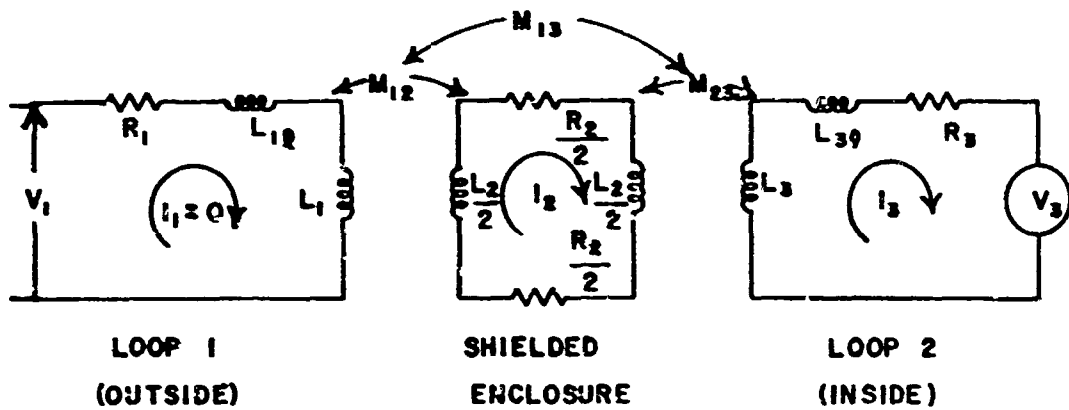 M13
M12
M23
R1
L1ℓ
R2
2
L3ℓ
R3
V1
I1 = 0
L1
L2
2
I2
L2
2
L3
I3
V3
R2
2
LOOP 1
SHIELDED
LOOP 2
(OUTSIDE)
ENCLOSURE
(INSIDE)